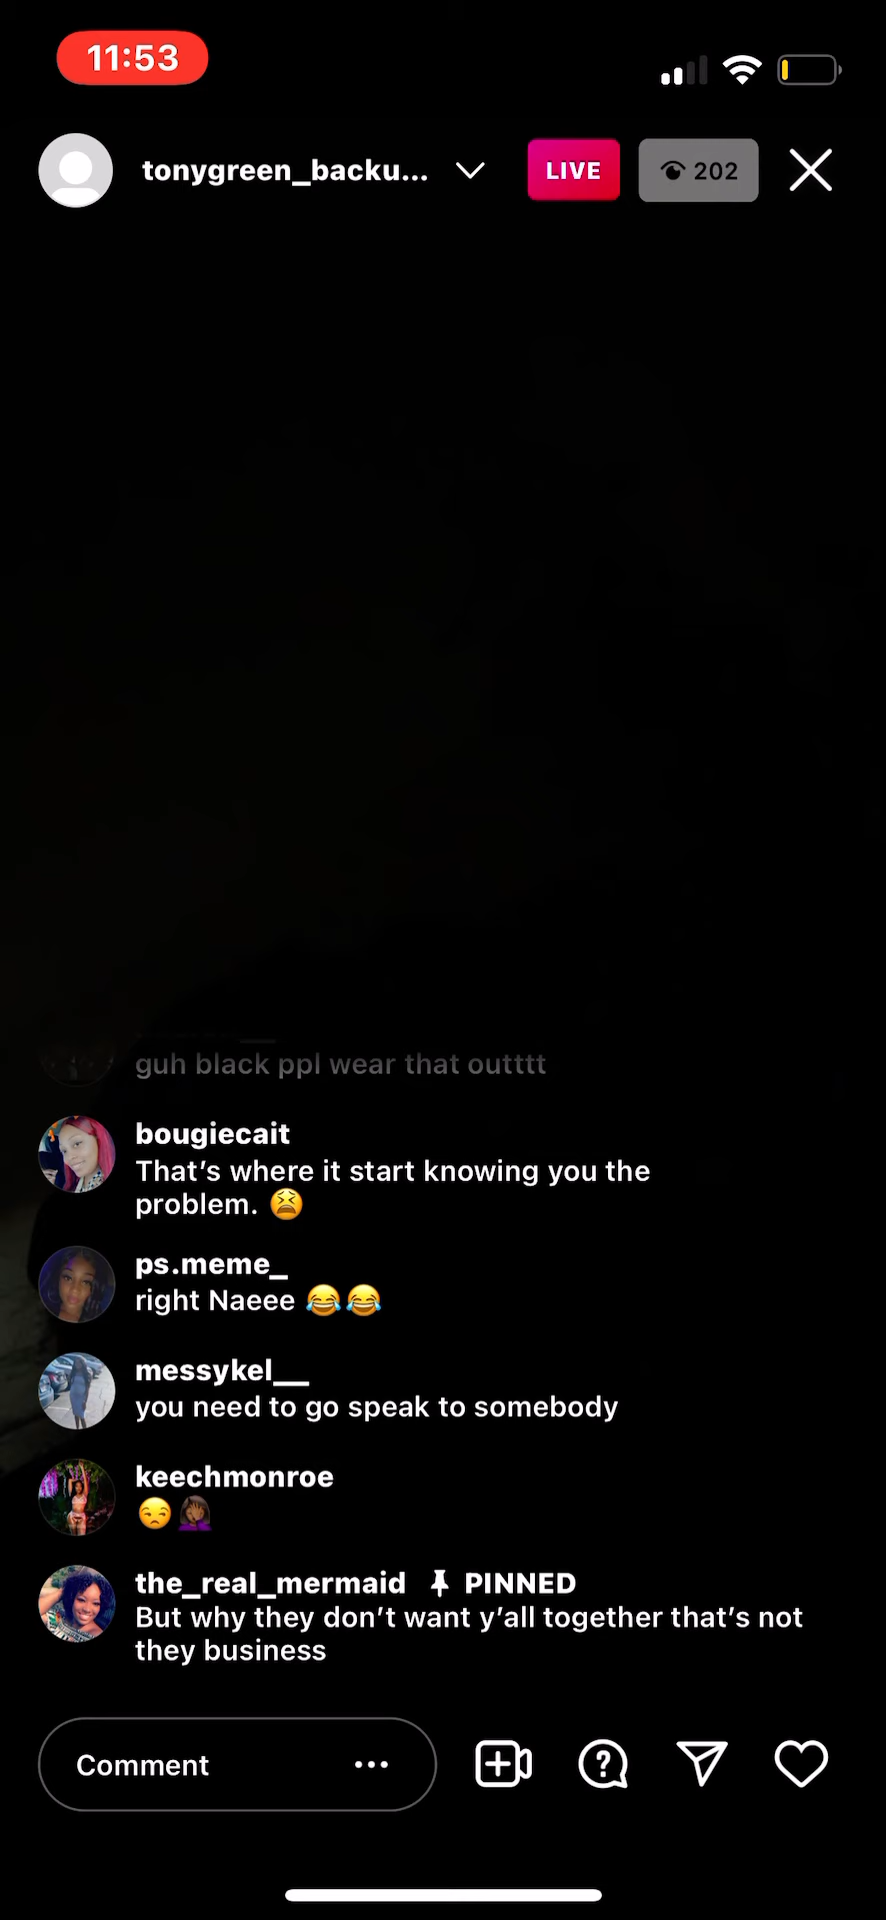 11:53
tonygreen_backu...
LIVE
202
guh black ppl wear that outttt
bougiecait
That's where it start knowing you the
problem. 😫
ps.meme_
right Naeee 😂😂
messykel__
you need to go speak to somebody
keechmonroe
😒🤦🏾‍♀️
the_real_mermaid PINNED
But why they don't want y'all together that's not
they business
Comment